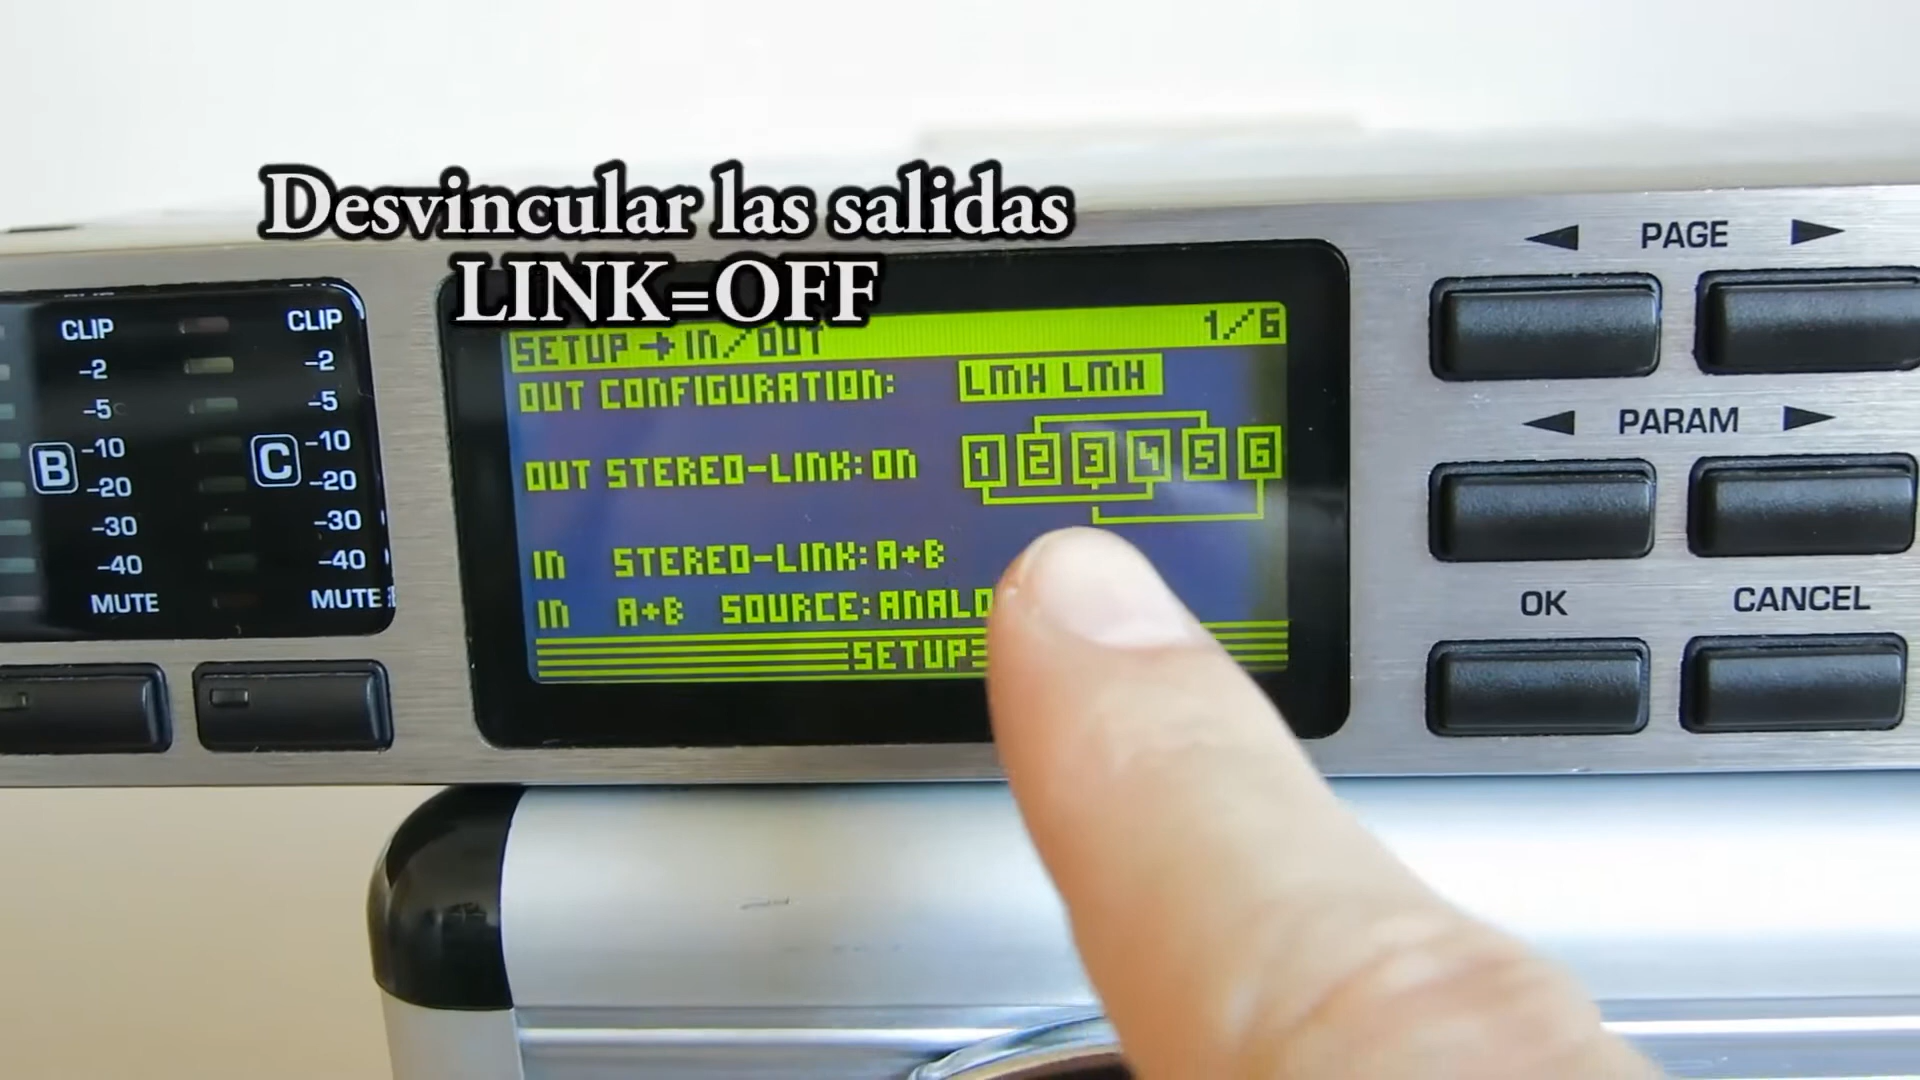 Desvincular las salidas
LINK=OFF
PAGE
PARAM
OK
CANCEL
CLIP
-2
-5
-10
-20
-30
-40
MUTE
B
CLIP
-2
-5
-10
-20
-30
-40
MUTE
C
SETUP → IN/OUT 1/6
OUT CONFIGURATION: LMH LMH
OUT STEREO-LINK: ON 1 2 3 4 5 6
IN STEREO-LINK: A+B
IN A+B SOURCE:
SETUP